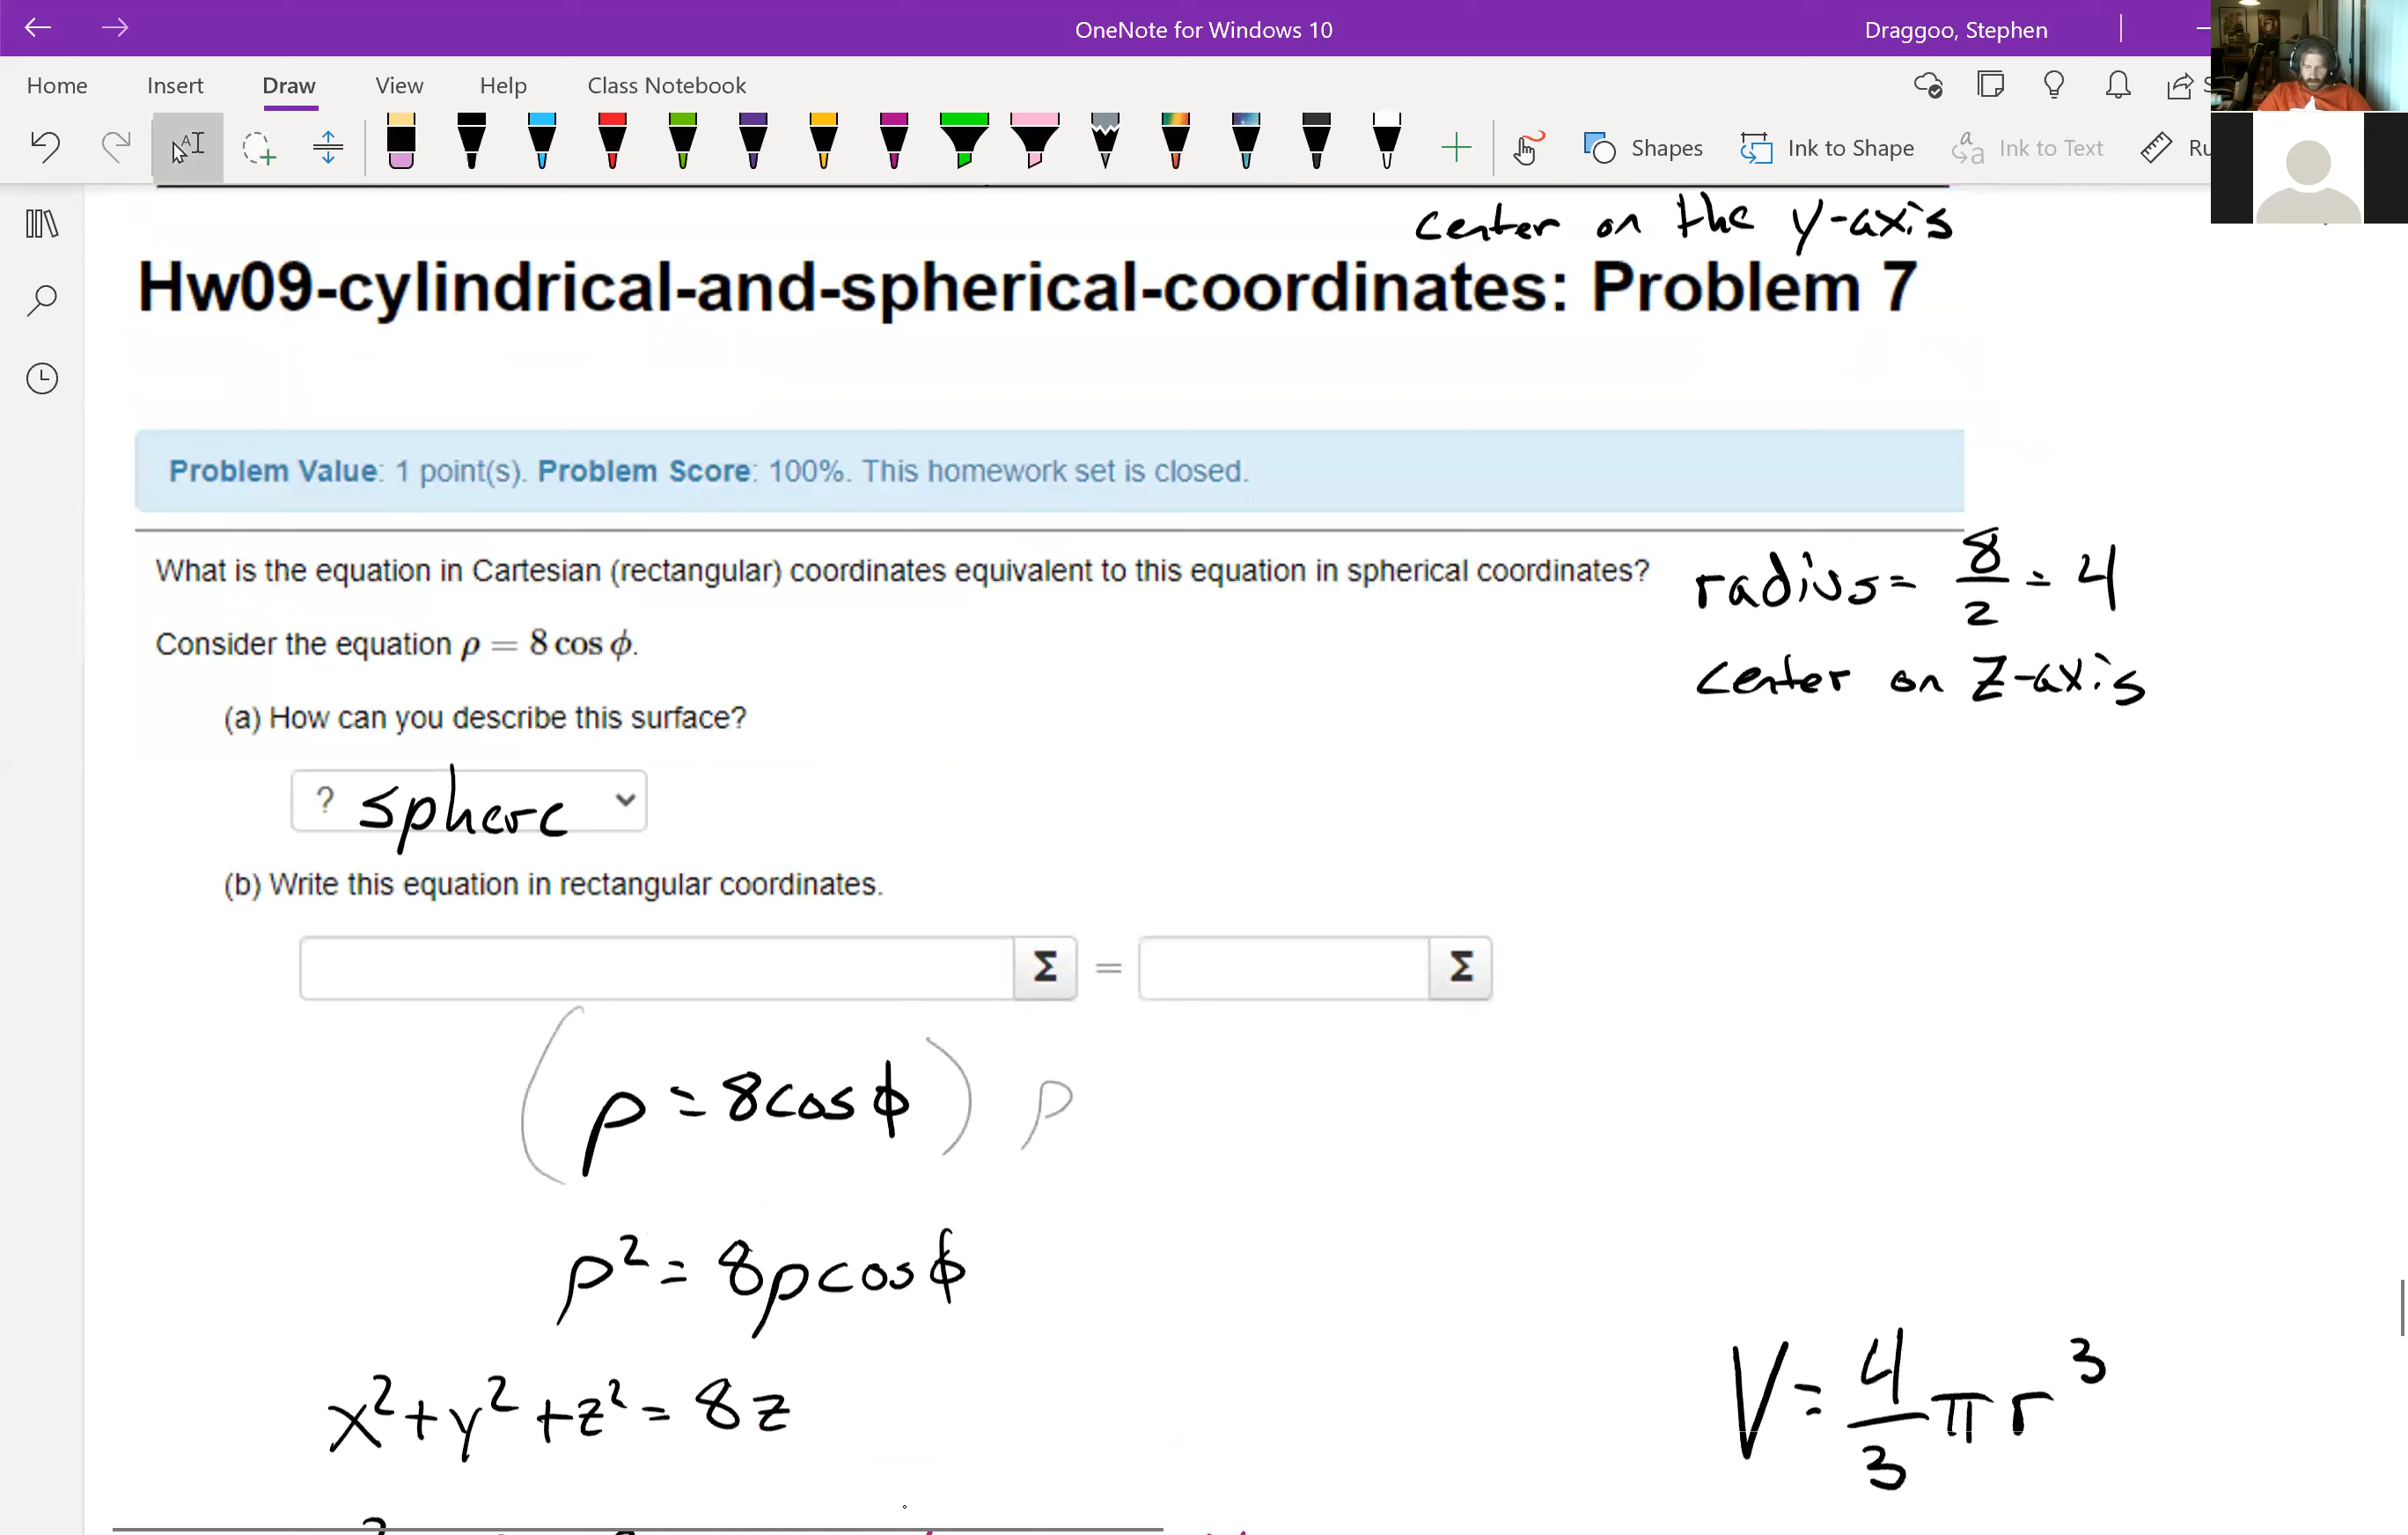 OneNote for Windows 10
Draggoo, Stephen
Home Insert Draw View Help Class Notebook
Shapes Ink to Shape Ink to Text Ru
center on the y-axis
Hw09-cylindrical-and-spherical-coordinates: Problem 7
Problem Value: 1 point(s). Problem Score: 100%. This homework set is closed.
What is the equation in Cartesian (rectangular) coordinates equivalent to this equation in spherical coordinates?
radius = 8/2 = 4
Consider the equation ρ = 8 cos ϕ.
center on z-axis
(a) How can you describe this surface?
? sphere
(b) Write this equation in rectangular coordinates.
Σ = Σ
(ρ = 8cosϕ) ρ
ρ² = 8ρcosϕ
x² + y² + z² = 8z
V = 4/3 πr³